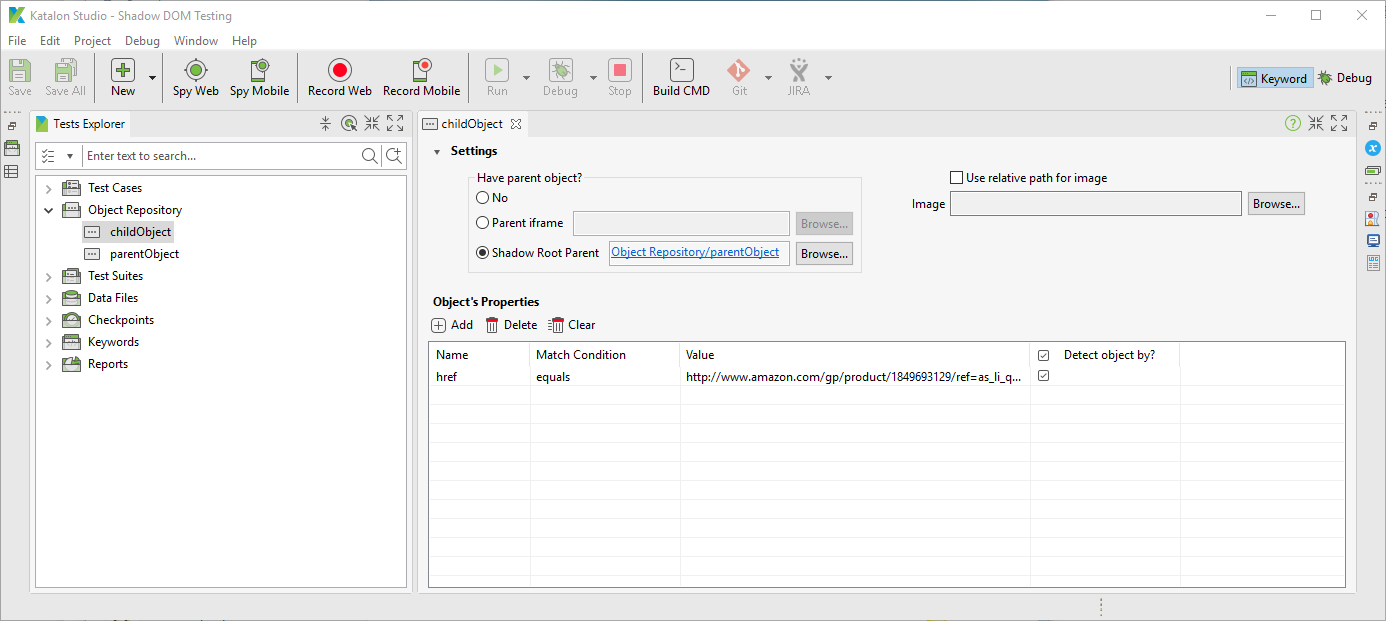 Katalon Studio - Shadow DOM Testing
File Edit Project Debug Window Help
Save Save All New Spy Web Spy Mobile Record Web Record Mobile Run Debug Stop Build CMD Git JIRA Keyword Debug
Tests Explorer
childObject
Enter text to search...
Test Cases
Object Repository
childObject
parentObject
Test Suites
Data Files
Checkpoints
Keywords
Reports
Settings
Have parent object?
No
Parent iframe Browse...
Shadow Root Parent Object Repository/parentObject Browse...
Use relative path for image
Image Browse...
Object's Properties
Add Delete Clear
Name Match Condition Value Detect object by?
href equals http://www.amazon.com/gp/product/1849693129/ref=as_li_q...